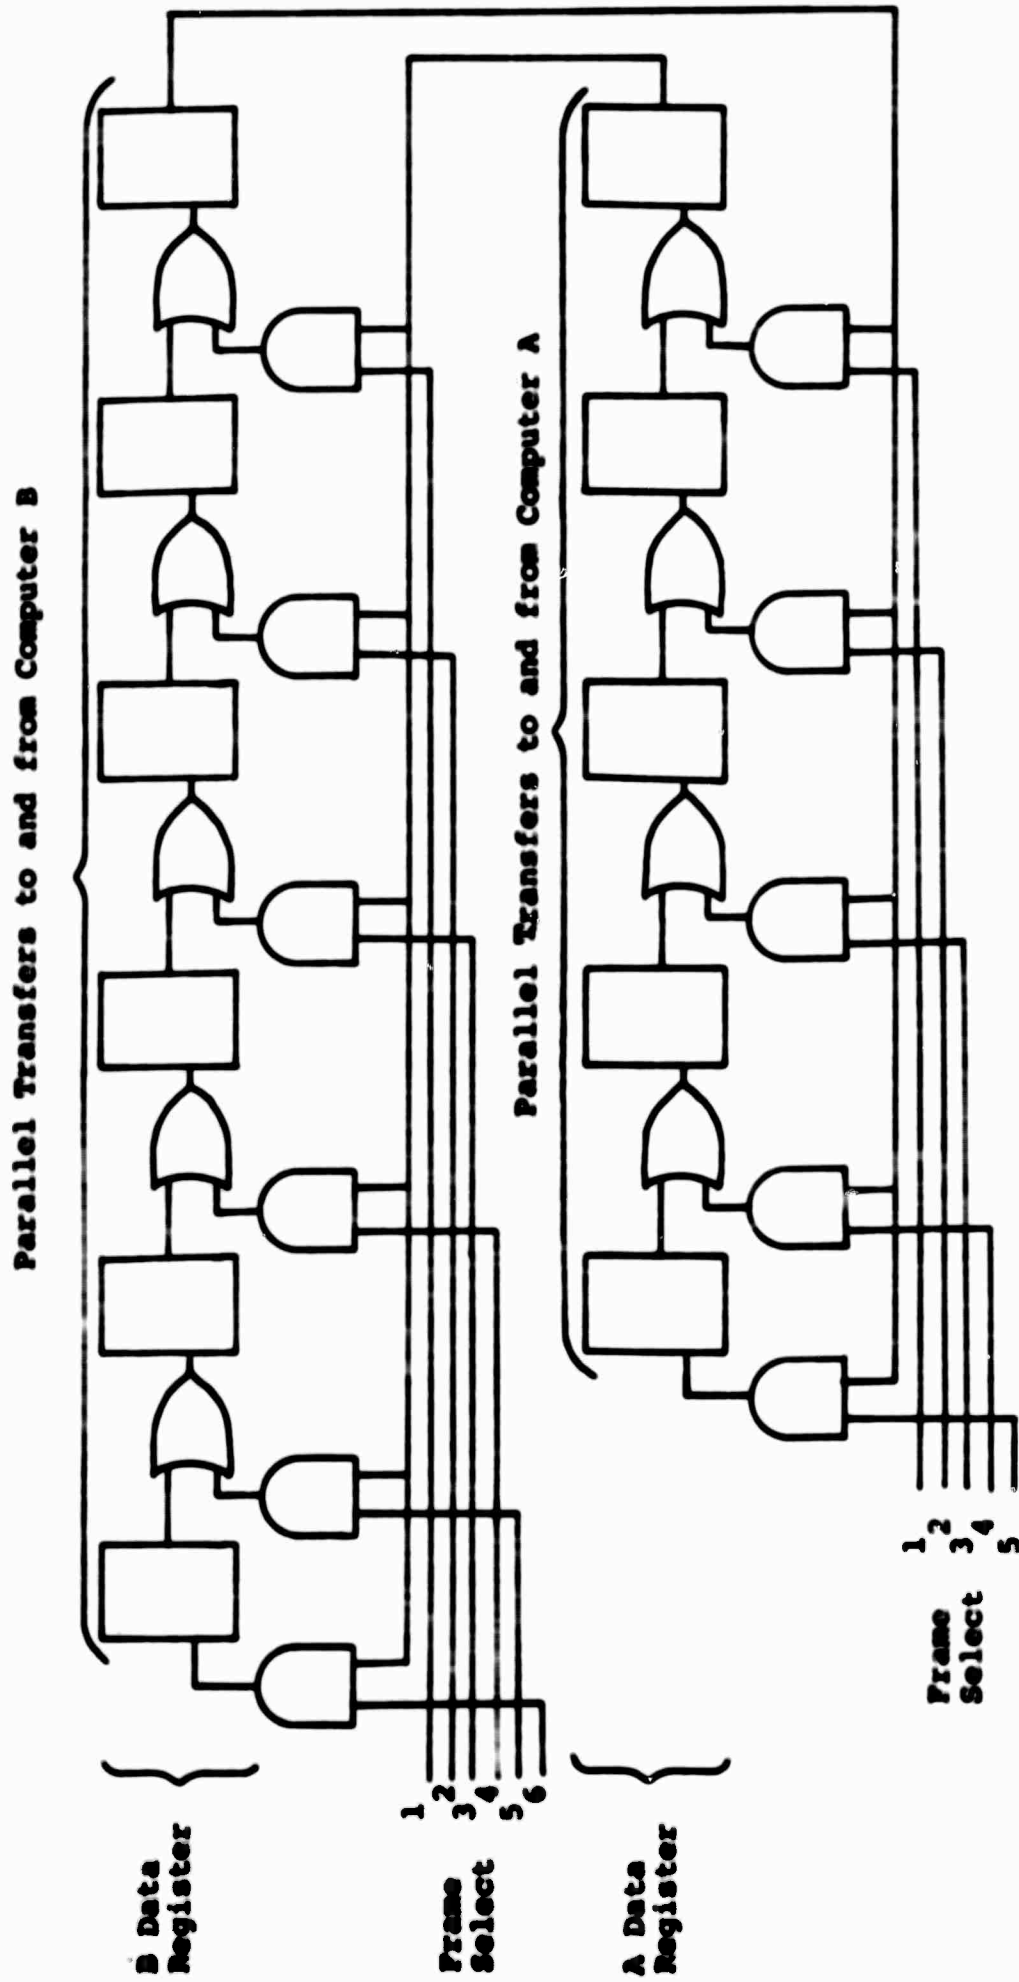 Parallel Transfers to and from Computer B
B Data
Register
1
2
3
4
5
6
Frame
Select
Parallel Transfers to and from Computer A
A Data
Register
1
2
3
4
5
Frame
Select